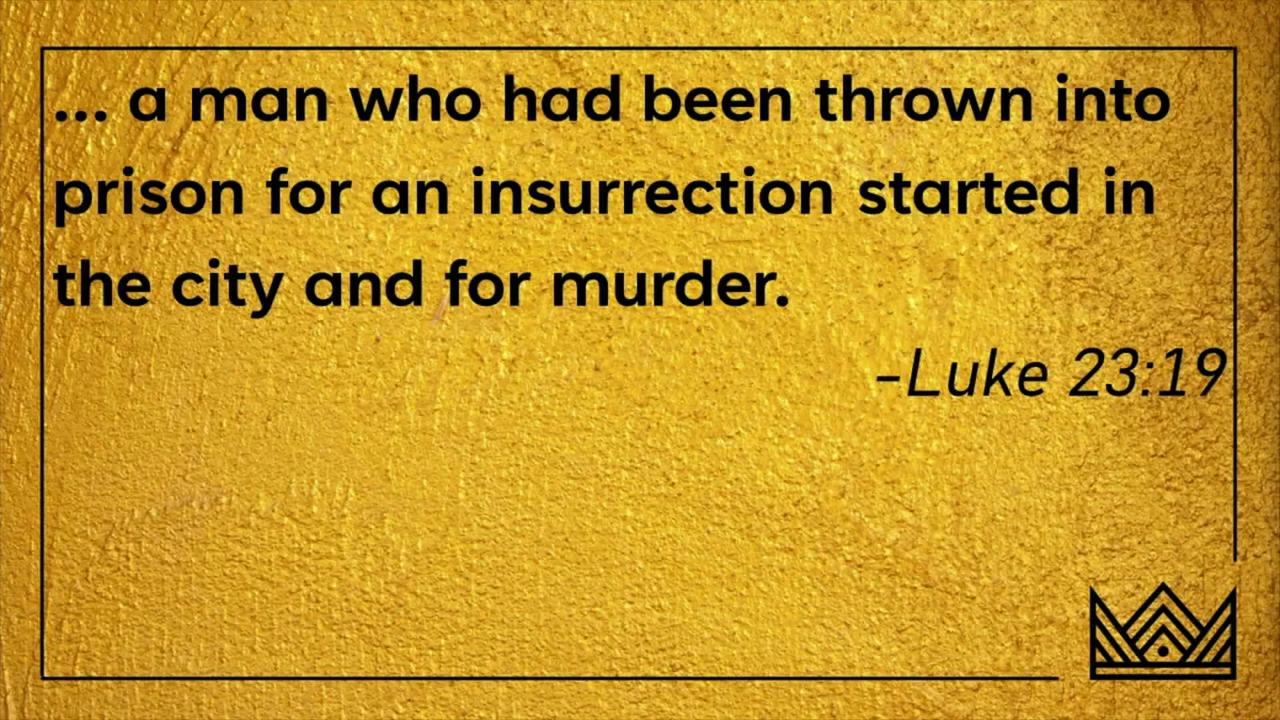 ... a man who had been thrown into
prison for an insurrection started in
the city and for murder.
–Luke 23:19